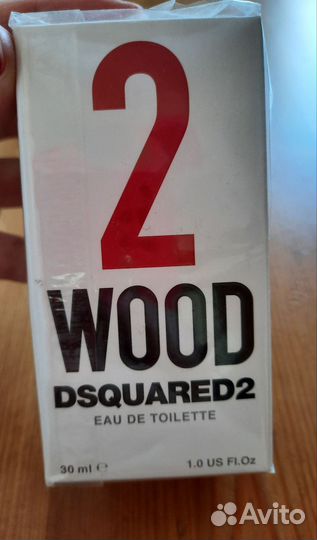 2
WOOD
DSQUARED2
EAU DE TOILETTE
30 ml ℮ 1.0 US Fl.Oz
Avito